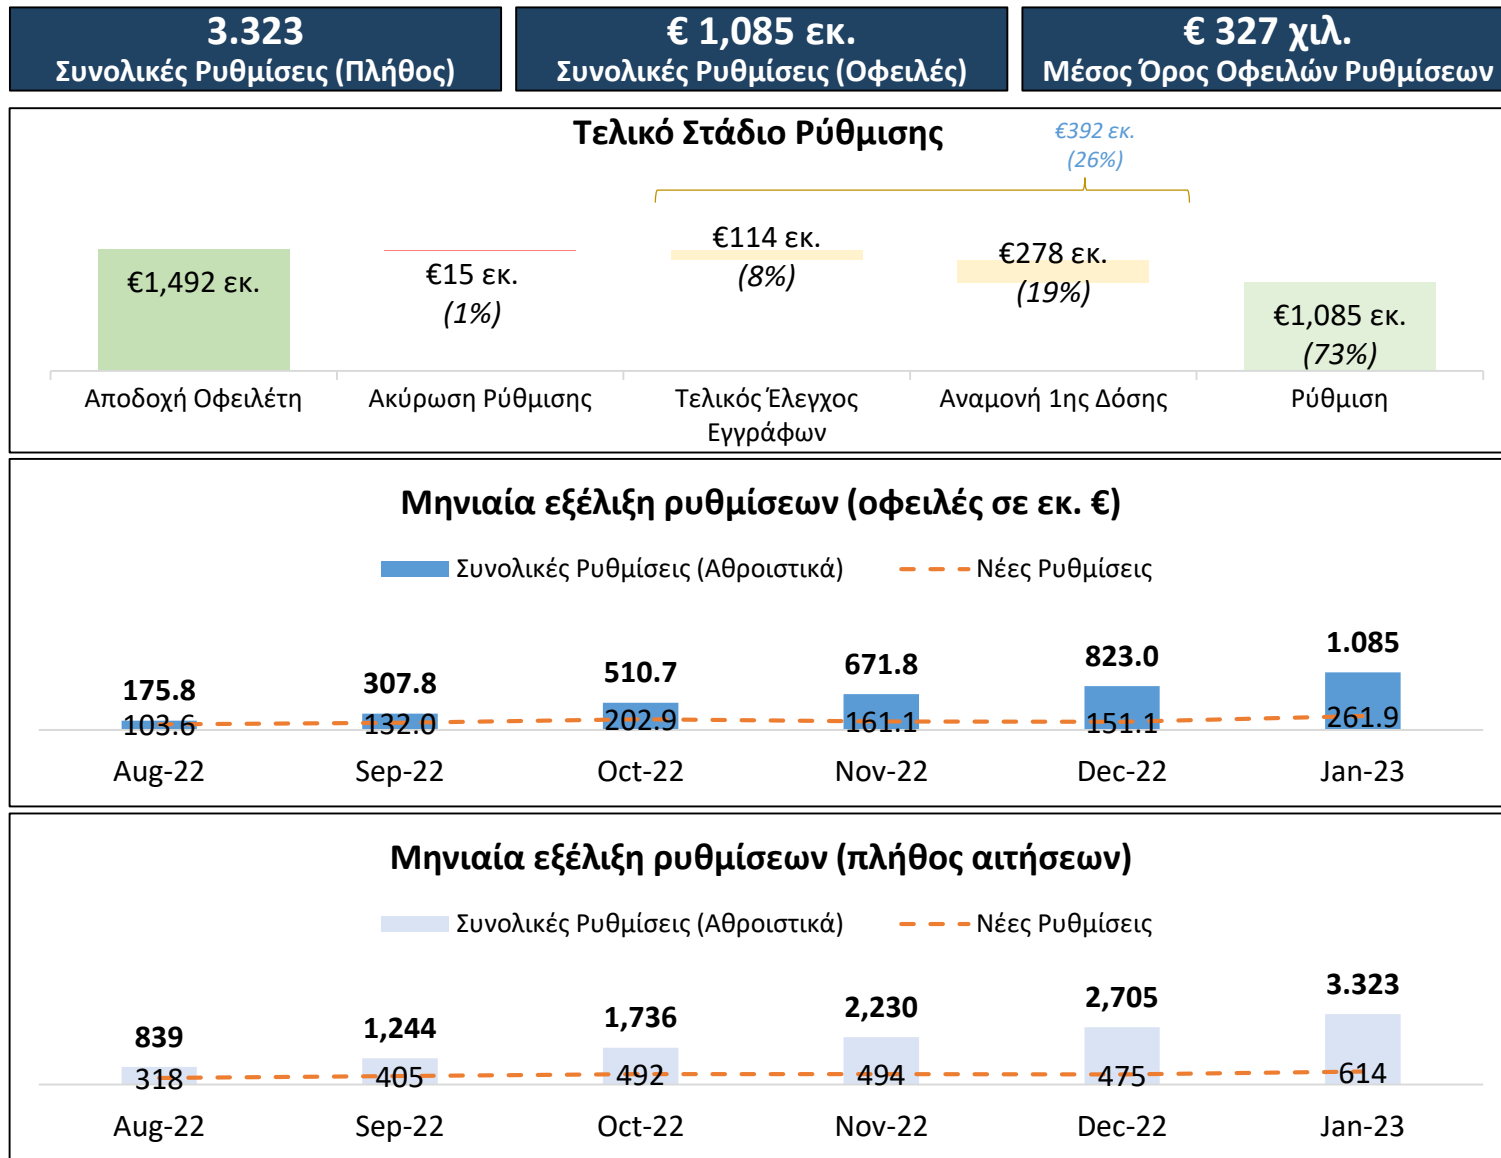 3.323
Συνολικές Ρυθμίσεις (Πλήθος)
€ 1,085 εκ.
Συνολικές Ρυθμίσεις (Οφειλές)
€ 327 χιλ.
Μέσος Όρος Οφειλών Ρυθμίσεων
Τελικό Στάδιο Ρύθμισης
€392 εκ.
(26%)
€1,492 εκ.
€15 εκ.
(1%)
€114 εκ.
(8%)
€278 εκ.
(19%)
€1,085 εκ.
(73%)
Αποδοχή Οφειλέτη
Ακύρωση Ρύθμισης
Τελικός Έλεγχος
Εγγράφων
Αναμονή 1ης Δόσης
Ρύθμιση
Μηνιαία εξέλιξη ρυθμίσεων (οφειλές σε εκ. €)
Συνολικές Ρυθμίσεις (Αθροιστικά)
Νέες Ρυθμίσεις
175.8
307.8
510.7
671.8
823.0
1.085
103.6
132.0
202.9
161.1
151.1
261.9
Aug-22
Sep-22
Oct-22
Nov-22
Dec-22
Jan-23
Μηνιαία εξέλιξη ρυθμίσεων (πλήθος αιτήσεων)
Συνολικές Ρυθμίσεις (Αθροιστικά)
Νέες Ρυθμίσεις
839
1,244
1,736
2,230
2,705
3.323
318
405
492
494
475
614
Aug-22
Sep-22
Oct-22
Nov-22
Dec-22
Jan-23